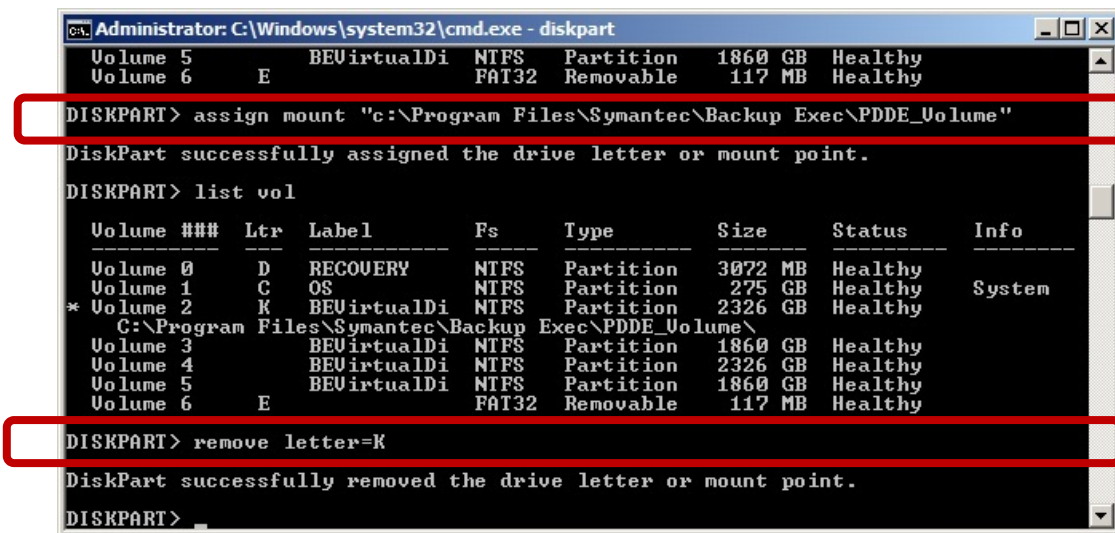 Administrator: C:\Windows\system32\cmd.exe - diskpart
Volume 5 BEVirtualDi NTFS Partition 1860 GB Healthy
Volume 6 E FAT32 Removable 117 MB Healthy
DISKPART> assign mount "c:\Program Files\Symantec\Backup Exec\PDDE_Volume"
DiskPart successfully assigned the drive letter or mount point.
DISKPART> list vol
Volume ### Ltr Label Fs Type Size Status Info
---------- --- ----------- ----- ---------- ------- --------- --------
Volume 0 D RECOVERY NTFS Partition 3072 MB Healthy
Volume 1 C OS NTFS Partition 275 GB Healthy System
* Volume 2 K BEVirtualDi NTFS Partition 2326 GB Healthy
C:\Program Files\Symantec\Backup Exec\PDDE_Volume\
Volume 3 BEVirtualDi NTFS Partition 1860 GB Healthy
Volume 4 BEVirtualDi NTFS Partition 2326 GB Healthy
Volume 5 BEVirtualDi NTFS Partition 1860 GB Healthy
Volume 6 E FAT32 Removable 117 MB Healthy
DISKPART> remove letter=K
DiskPart successfully removed the drive letter or mount point.
DISKPART> _